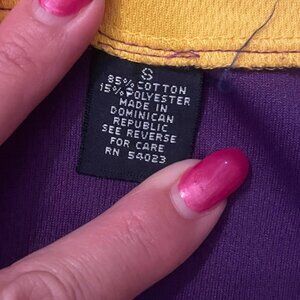 S
85% COTTON
15% POLYESTER
MADE IN
DOMINICAN
REPUBLIC
SEE REVERSE
FOR CARE
RN 54023